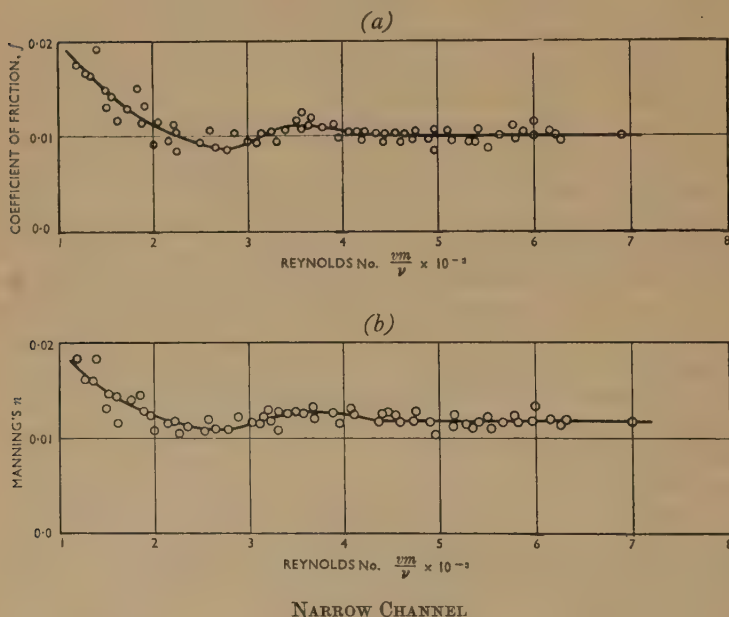 (a)
COEFFICIENT OF FRICTION, f
0·02
0·01
0·0
1 2 3 4 5 6 7 8
REYNOLDS No. vm/ν × 10⁻³
(b)
MANNING'S n
0·02
0·01
0·0
1 2 3 4 5 6 7 8
REYNOLDS No. vm/ν × 10⁻³
NARROW CHANNEL